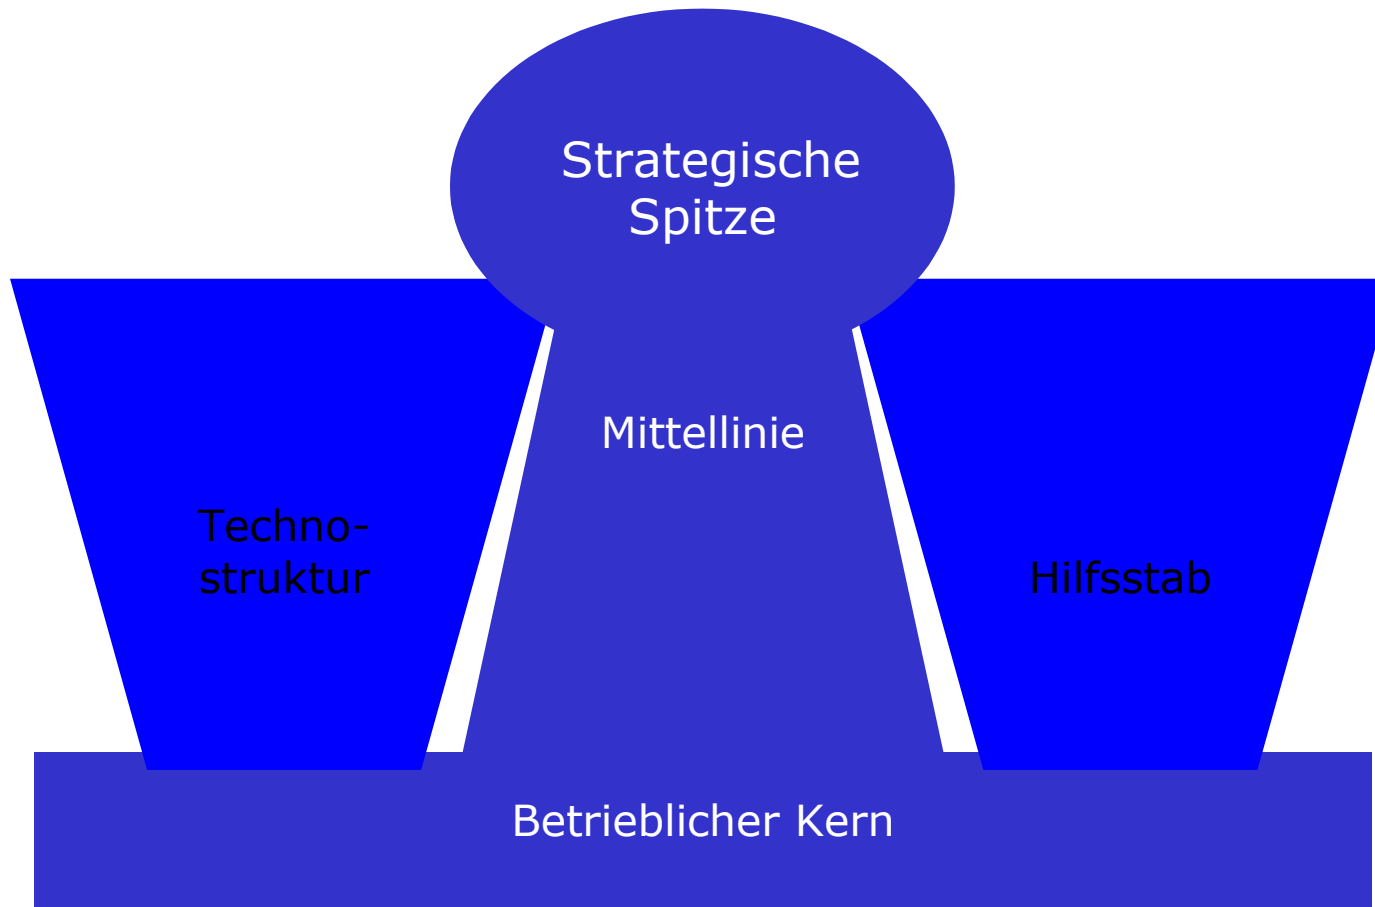 Strategische
Spitze
Mittellinie
Techno-
struktur
Hilfsstab
Betrieblicher Kern